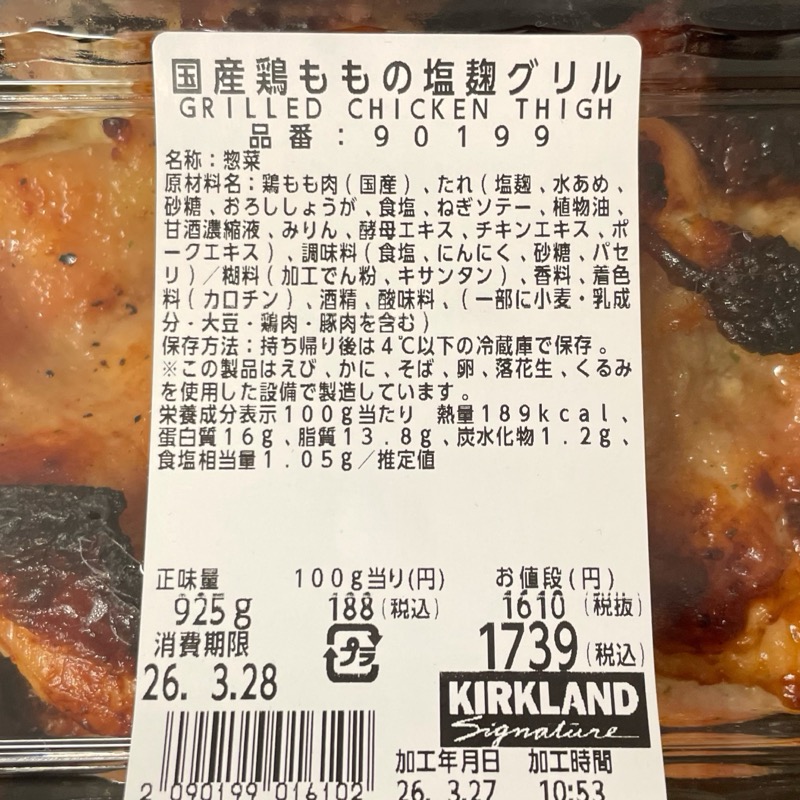 国産鶏ももの塩麹グリル
GRILLED CHICKEN THIGH
品番:90199
名称:惣菜
原材料名:鶏もも肉(国産)、たれ(塩麹、水あめ、
砂糖、おろししょうが、食塩、ねぎソテー、植物油、
甘酒濃縮液、みりん、酵母エキス、チキンエキス、ポ
ークエキス)、調味料(食塩、にんにく、砂糖、パセ
リ)/糊料(加工でん粉、キサンタン)、香料、着色
料(カロチン)、酒精、酸味料、(一部に小麦・乳成
分・大豆・鶏肉・豚肉を含む)
保存方法:持ち帰り後は4℃以下の冷蔵庫で保存。
※この製品はえび、かに、そば、卵、落花生、くるみ
を使用した設備で製造しています。
栄養成分表示100g当たり 熱量189kcal、
蛋白質16g、脂質13.8g、炭水化物1.2g、
食塩相当量1.05g/推定値
正味量 100g当り(円) お値段(円)
925g 188(税込) 1610(税抜)
消費期限 プラ 1739(税込)
26. 3.28
KIRKLAND
Signature
加工年月日 加工時間
2 090199 016102 26. 3.27 10:53